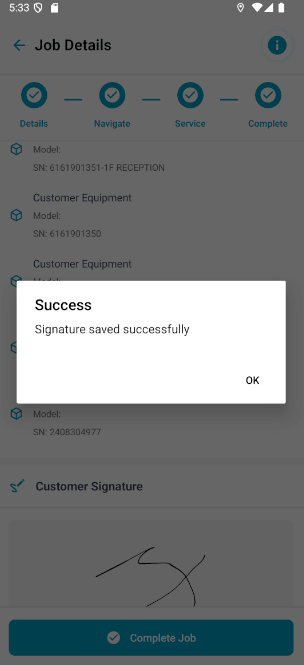 5:33
Job Details
Details
Navigate
Service
Complete
Model:
SN: 6161901351-1F RECEPTION
Customer Equipment
Model:
SN: 6161901350
Customer Equipment
Success
Signature saved successfully
OK
Model:
SN: 2408304977
Customer Signature
Complete Job